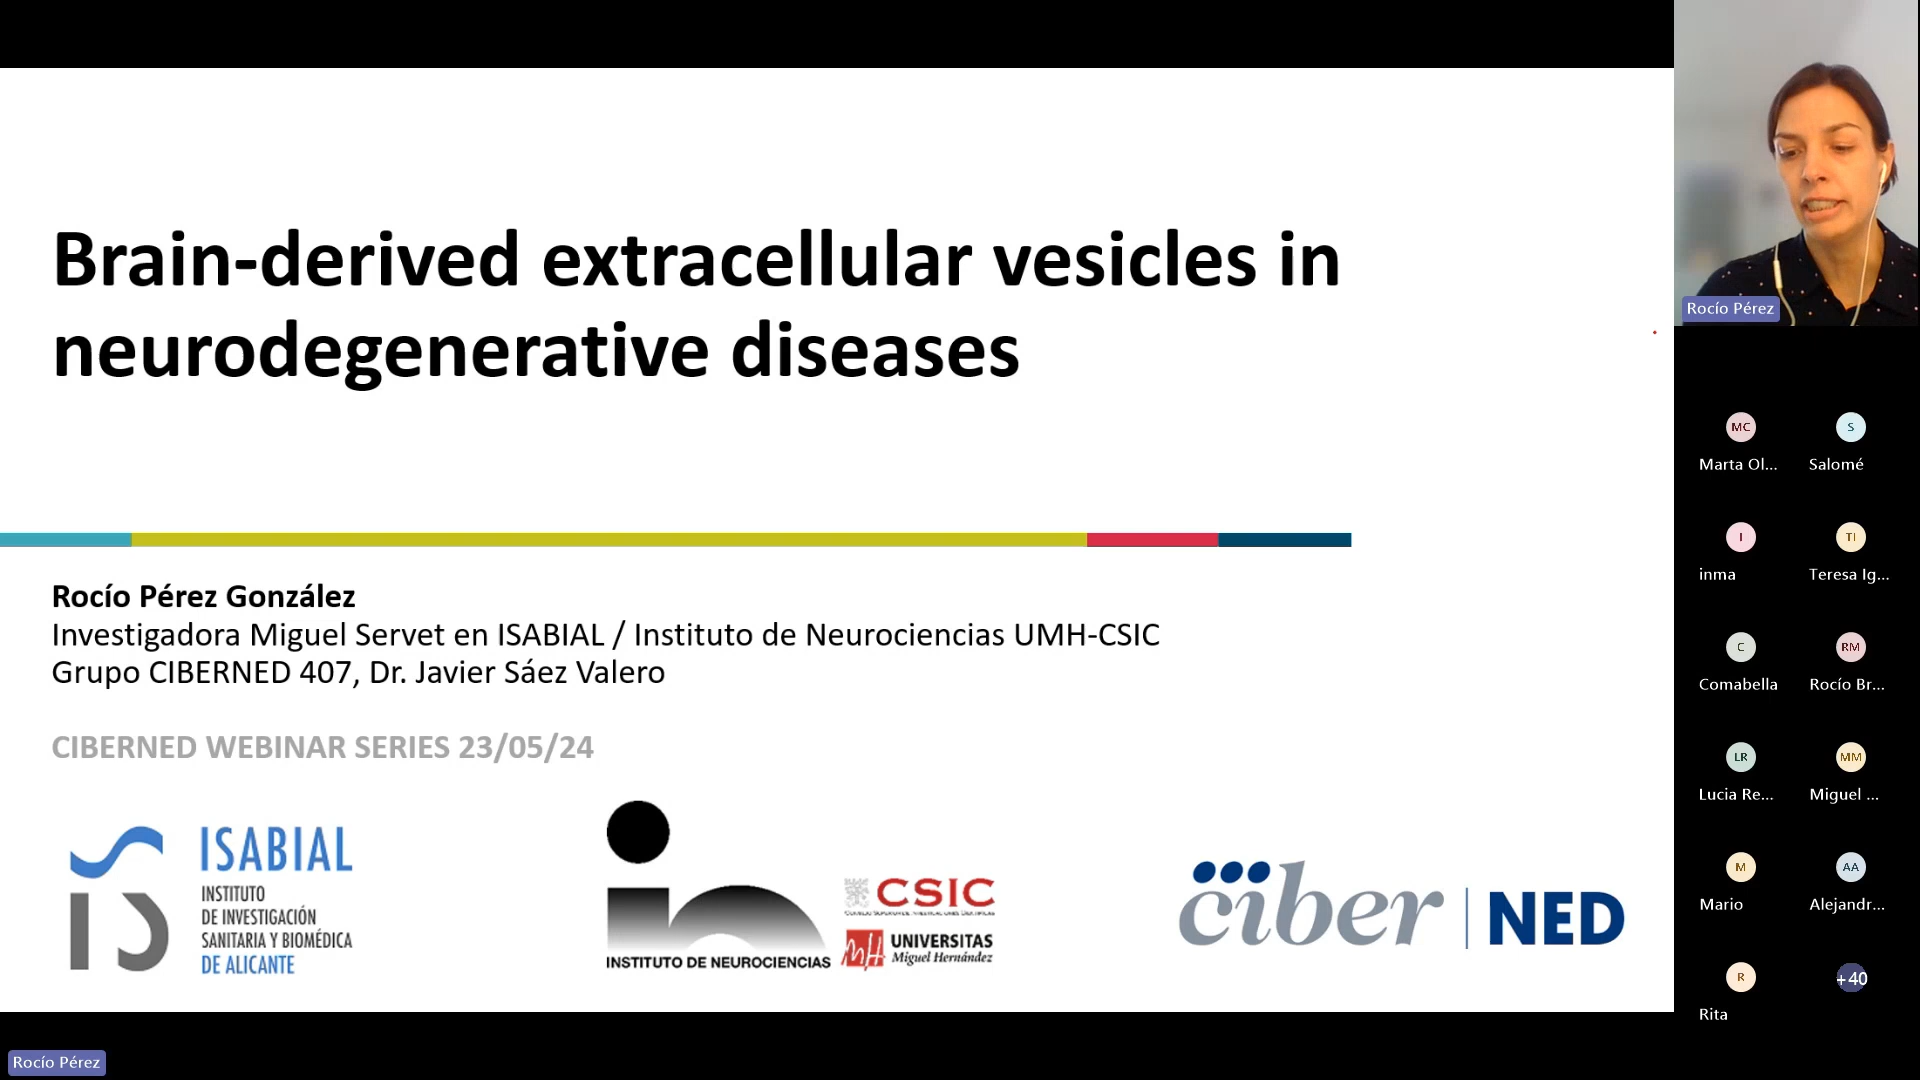 Brain-derived extracellular vesicles in
neurodegenerative diseases
Rocío Pérez González
Investigadora Miguel Servet en ISABIAL / Instituto de Neurociencias UMH-CSIC
Grupo CIBERNED 407, Dr. Javier Sáez Valero
CIBERNED WEBINAR SERIES 23/05/24
ISABIAL
INSTITUTO
DE INVESTIGACIÓN
SANITARIA Y BIOMÉDICA
DE ALICANTE
in
INSTITUTO DE NEUROCIENCIAS
CSIC
CONSEJO SUPERIOR DE INVESTIGACIONES CIENTÍFICAS
UNIVERSITAS
Miguel Hernández
ciber NED
Rocío Pérez
MC
Marta Ol...
S
Salomé
I
inma
TI
Teresa Ig...
C
Comabella
RM
Rocío Br...
LR
Lucia Re...
MM
Miguel ...
M
Mario
AA
Alejandr...
R
Rita
+40
Rocío Pérez